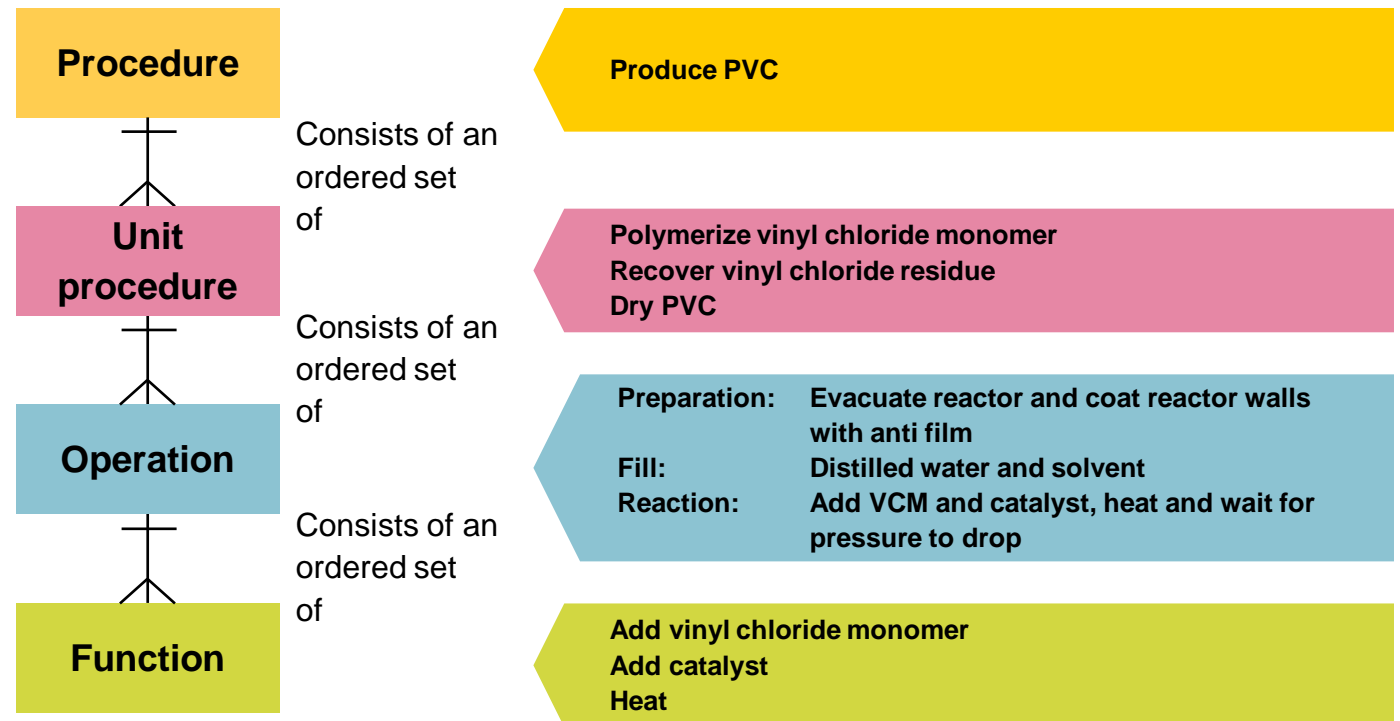 Procedure
Produce PVC
Consists of an
ordered set
of
Unit
procedure
Polymerize vinyl chloride monomer
Recover vinyl chloride residue
Dry PVC
Consists of an
ordered set
of
Operation
Preparation: Evacuate reactor and coat reactor walls
with anti film
Fill: Distilled water and solvent
Reaction: Add VCM and catalyst, heat and wait for
pressure to drop
Consists of an
ordered set
of
Function
Add vinyl chloride monomer
Add catalyst
Heat